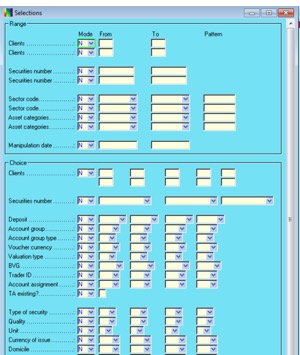 Selections
Range
Mode From To Pattern
Clients ........................: N
Clients ........................: N
Securities number ........: N
Securities number ........: N
Sector code..................: N
Sector code..................: N
Asset categories...........: N
Asset categories...........: N
Manipulation date ..........: N
Choice
Clients ........................: N
Securities number ........: N
Deposit........................: N
Account group..............: N
Account group type.......: N
Voucher currency..........: N
Valuation type..............: N
BVG............................: N
Trader ID.....................: N
Account assignment.....: N
TA existing?.................: N
Type of security............: N
Quality........................: N
Unit............................: N
Currency of issue..........: N
Domicile......................: N